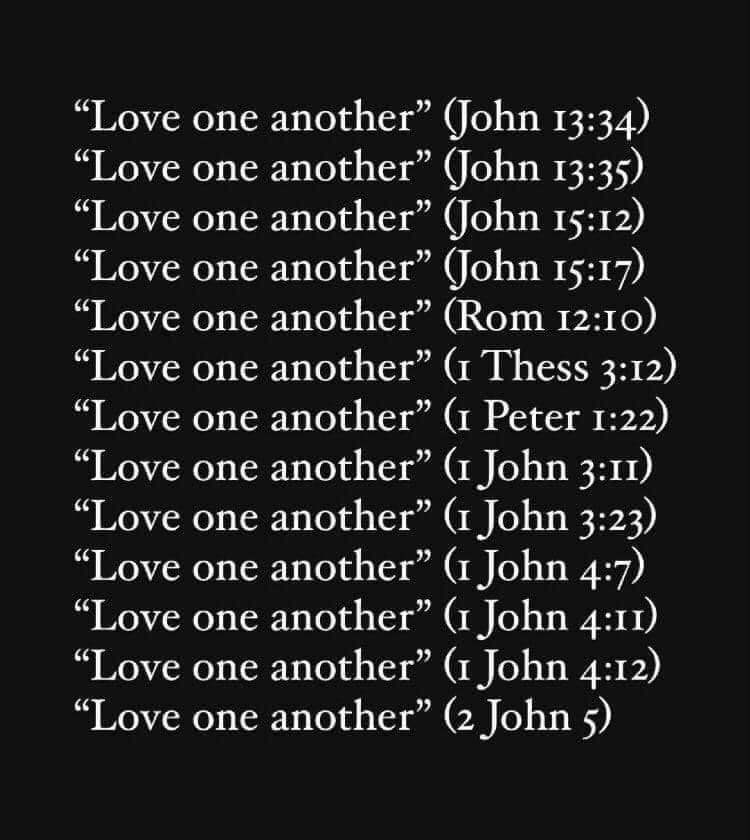 “Love one another” (John 13:34)
“Love one another” (John 13:35)
“Love one another” (John 15:12)
“Love one another” (John 15:17)
“Love one another” (Rom 12:10)
“Love one another” (1 Thess 3:12)
“Love one another” (1 Peter 1:22)
“Love one another” (1 John 3:11)
“Love one another” (1 John 3:23)
“Love one another” (1 John 4:7)
“Love one another” (1 John 4:11)
“Love one another” (1 John 4:12)
“Love one another” (2 John 5)